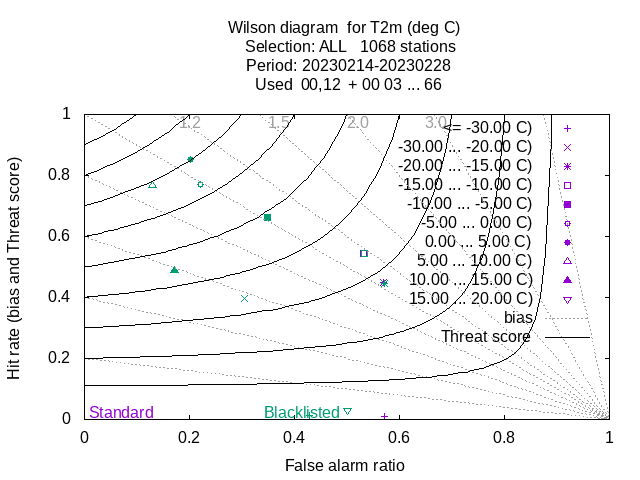 Wilson diagram  for T2m (deg C)
Selection: ALL   1068 stations
Period: 20230214-20230228
Used  00,12  + 00 03 ... 66
Hit rate (bias and Threat score)
1
0.8
0.6
0.4
0.2
0
1.2
1.5
2.0
3.0
<= -30.00 C)
-30.00 ... -20.00 C)
-20.00 ... -15.00 C)
-15.00 ... -10.00 C)
-10.00 ... -5.00 C)
-5.00 ... 0.00 C)
0.00 ... 5.00 C)
5.00 ... 10.00 C)
10.00 ... 15.00 C)
15.00 ... 20.00 C)
bias
Threat score
Standard
Blacklisted
0
0.2
0.4
0.6
0.8
1
False alarm ratio